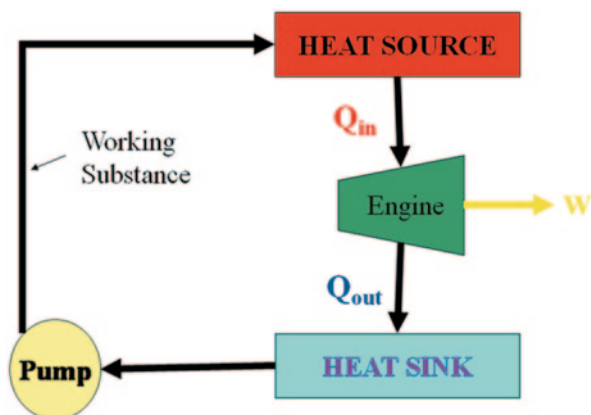 HEAT SOURCE
Qin
Working
Substance
Engine
W
Qout
Pump
HEAT SINK